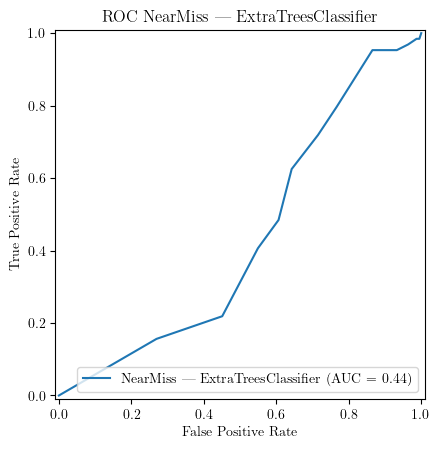 ROC NearMiss — ExtraTreesClassifier
1.0
0.8
0.6
0.4
0.2
0.0
True Positive Rate
NearMiss — ExtraTreesClassifier (AUC = 0.44)
0.0 0.2 0.4 0.6 0.8 1.0
False Positive Rate